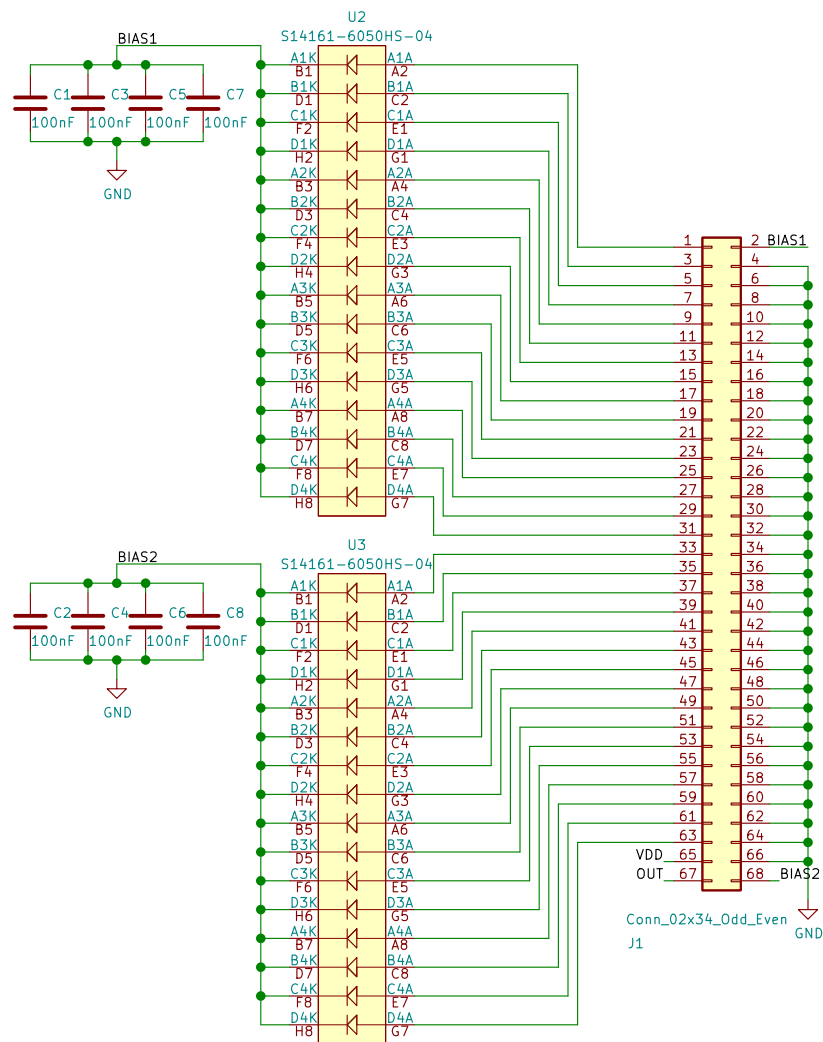 BIAS1
C1 C3 C5 C7
100nF 100nF 100nF 100nF
GND
U2
S14161-6050HS-04
A1K B1 A1A A2
B1K D1 B1A C2
C1K F2 C1A E1
D1K H2 D1A G1
A2K B3 A2A A4
B2K D3 B2A C4
C2K F4 C2A E3
D2K H4 D2A G3
A3K B5 A3A A6
B3K D5 B3A C6
C3K F6 C3A E5
D3K H6 D3A G5
A4K B7 A4A A8
B4K D7 B4A C8
C4K F8 C4A E7
D4K H8 D4A G7
BIAS2
C2 C4 C6 C8
100nF 100nF 100nF 100nF
GND
U3
S14161-6050HS-04
A1K B1 A1A A2
B1K D1 B1A C2
C1K F2 C1A E1
D1K H2 D1A G1
A2K B3 A2A A4
B2K D3 B2A C4
C2K F4 C2A E3
D2K H4 D2A G3
A3K B5 A3A A6
B3K D5 B3A C6
C3K F6 C3A E5
D3K H6 D3A G5
A4K B7 A4A A8
B4K D7 B4A C8
C4K F8 C4A E7
D4K H8 D4A G7
1 2 BIAS1
3 4
5 6
7 8
9 10
11 12
13 14
15 16
17 18
19 20
21 22
23 24
25 26
27 28
29 30
31 32
33 34
35 36
37 38
39 40
41 42
43 44
45 46
47 48
49 50
51 52
53 54
55 56
57 58
59 60
61 62
63 64
VDD 65 66
OUT 67 68 BIAS2
Conn_02x34_Odd_Even
GND
J1